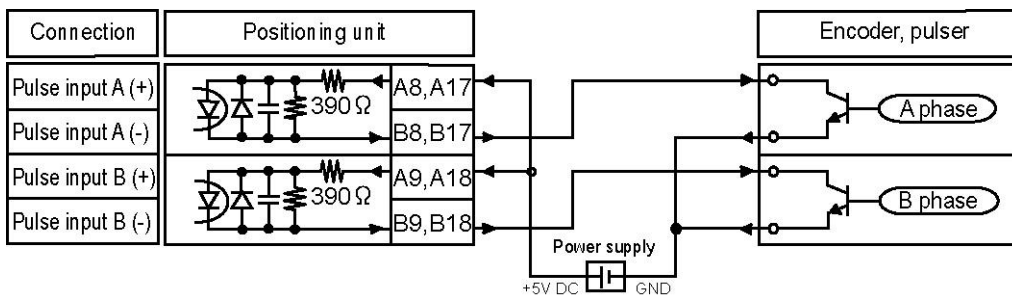 Connection Positioning unit Encoder, pulser
Pulse input A (+) A8,A17
390 Ω
Pulse input A (-) B8,B17
A phase
Pulse input B (+) A9,A18
390 Ω
Pulse input B (-) B9,B18
B phase
Power supply
+5V DC GND